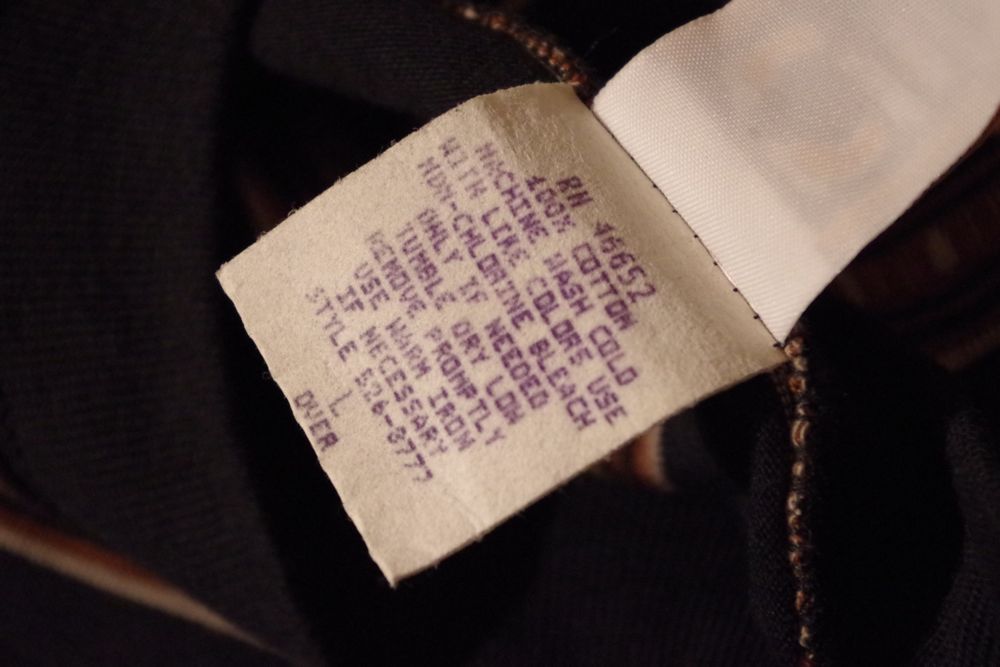 RN 46652
100% COTTON
MACHINE WASH COLD
WITH LIKE COLORS USE
NON-CHLORINE BLEACH
ONLY IF NEEDED
TUMBLE DRY LOW
REMOVE PROMPTLY
USE WARM IRON
IF NECESSARY
STYLE 526-8777
L
OVER